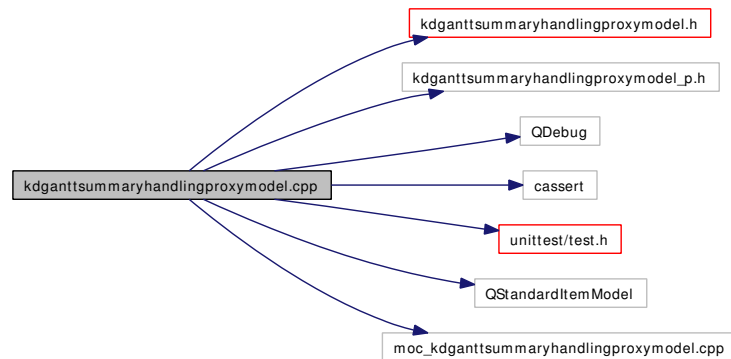 kdganttsummaryhandlingproxymodel.h
kdganttsummaryhandlingproxymodel_p.h
QDebug
kdganttsummaryhandlingproxymodel.cpp
cassert
unittest/test.h
QStandardItemModel
moc_kdganttsummaryhandlingproxymodel.cpp